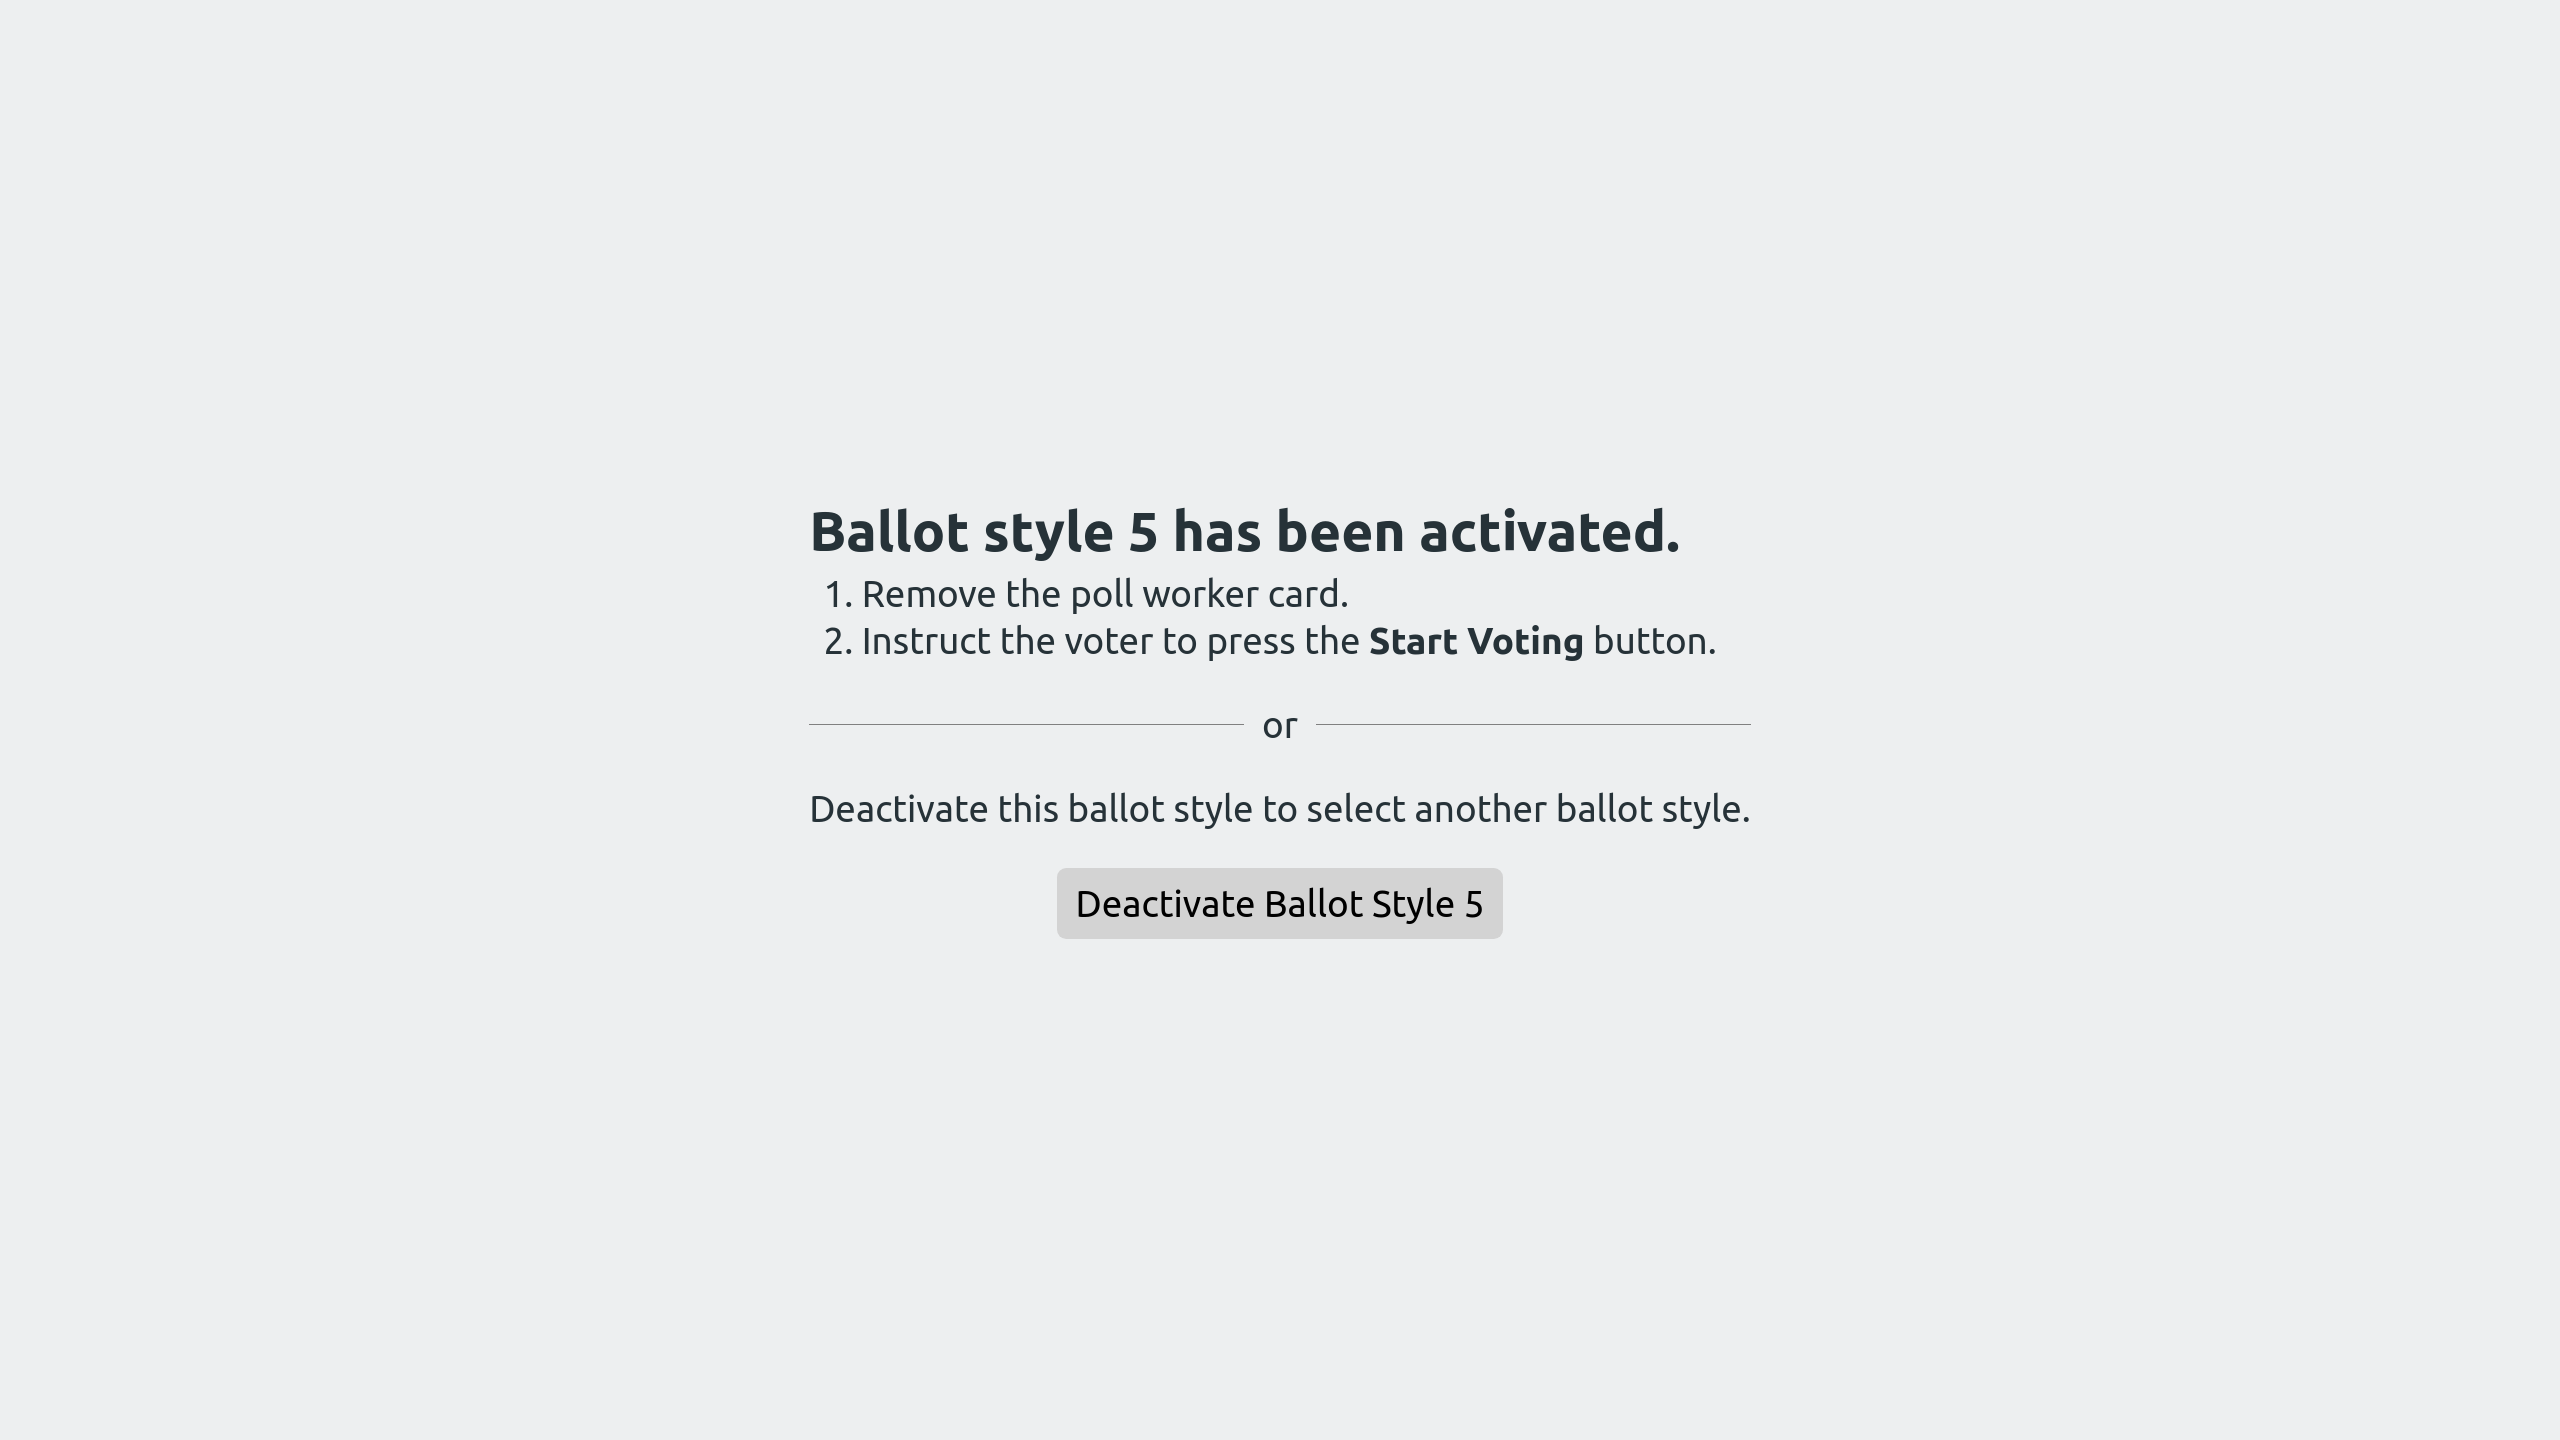 Ballot style 5 has been activated.
1. Remove the poll worker card.
2. Instruct the voter to press the Start Voting button.
or
Deactivate this ballot style to select another ballot style.
Deactivate Ballot Style 5